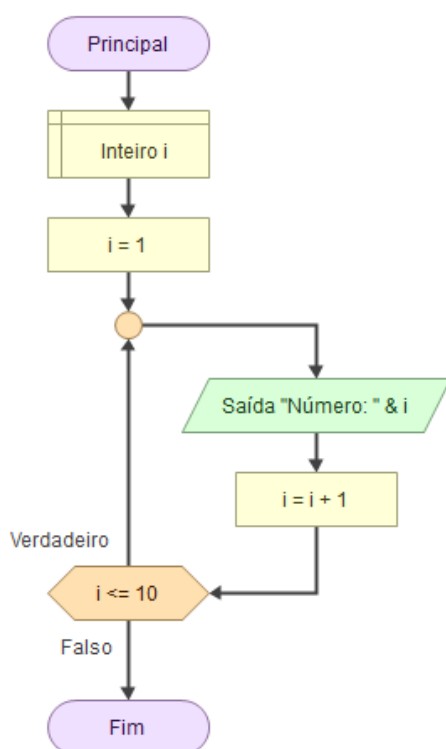 Principal
Inteiro i
i = 1
Saída "Número: " & i
i = i + 1
Verdadeiro
i <= 10
Falso
Fim